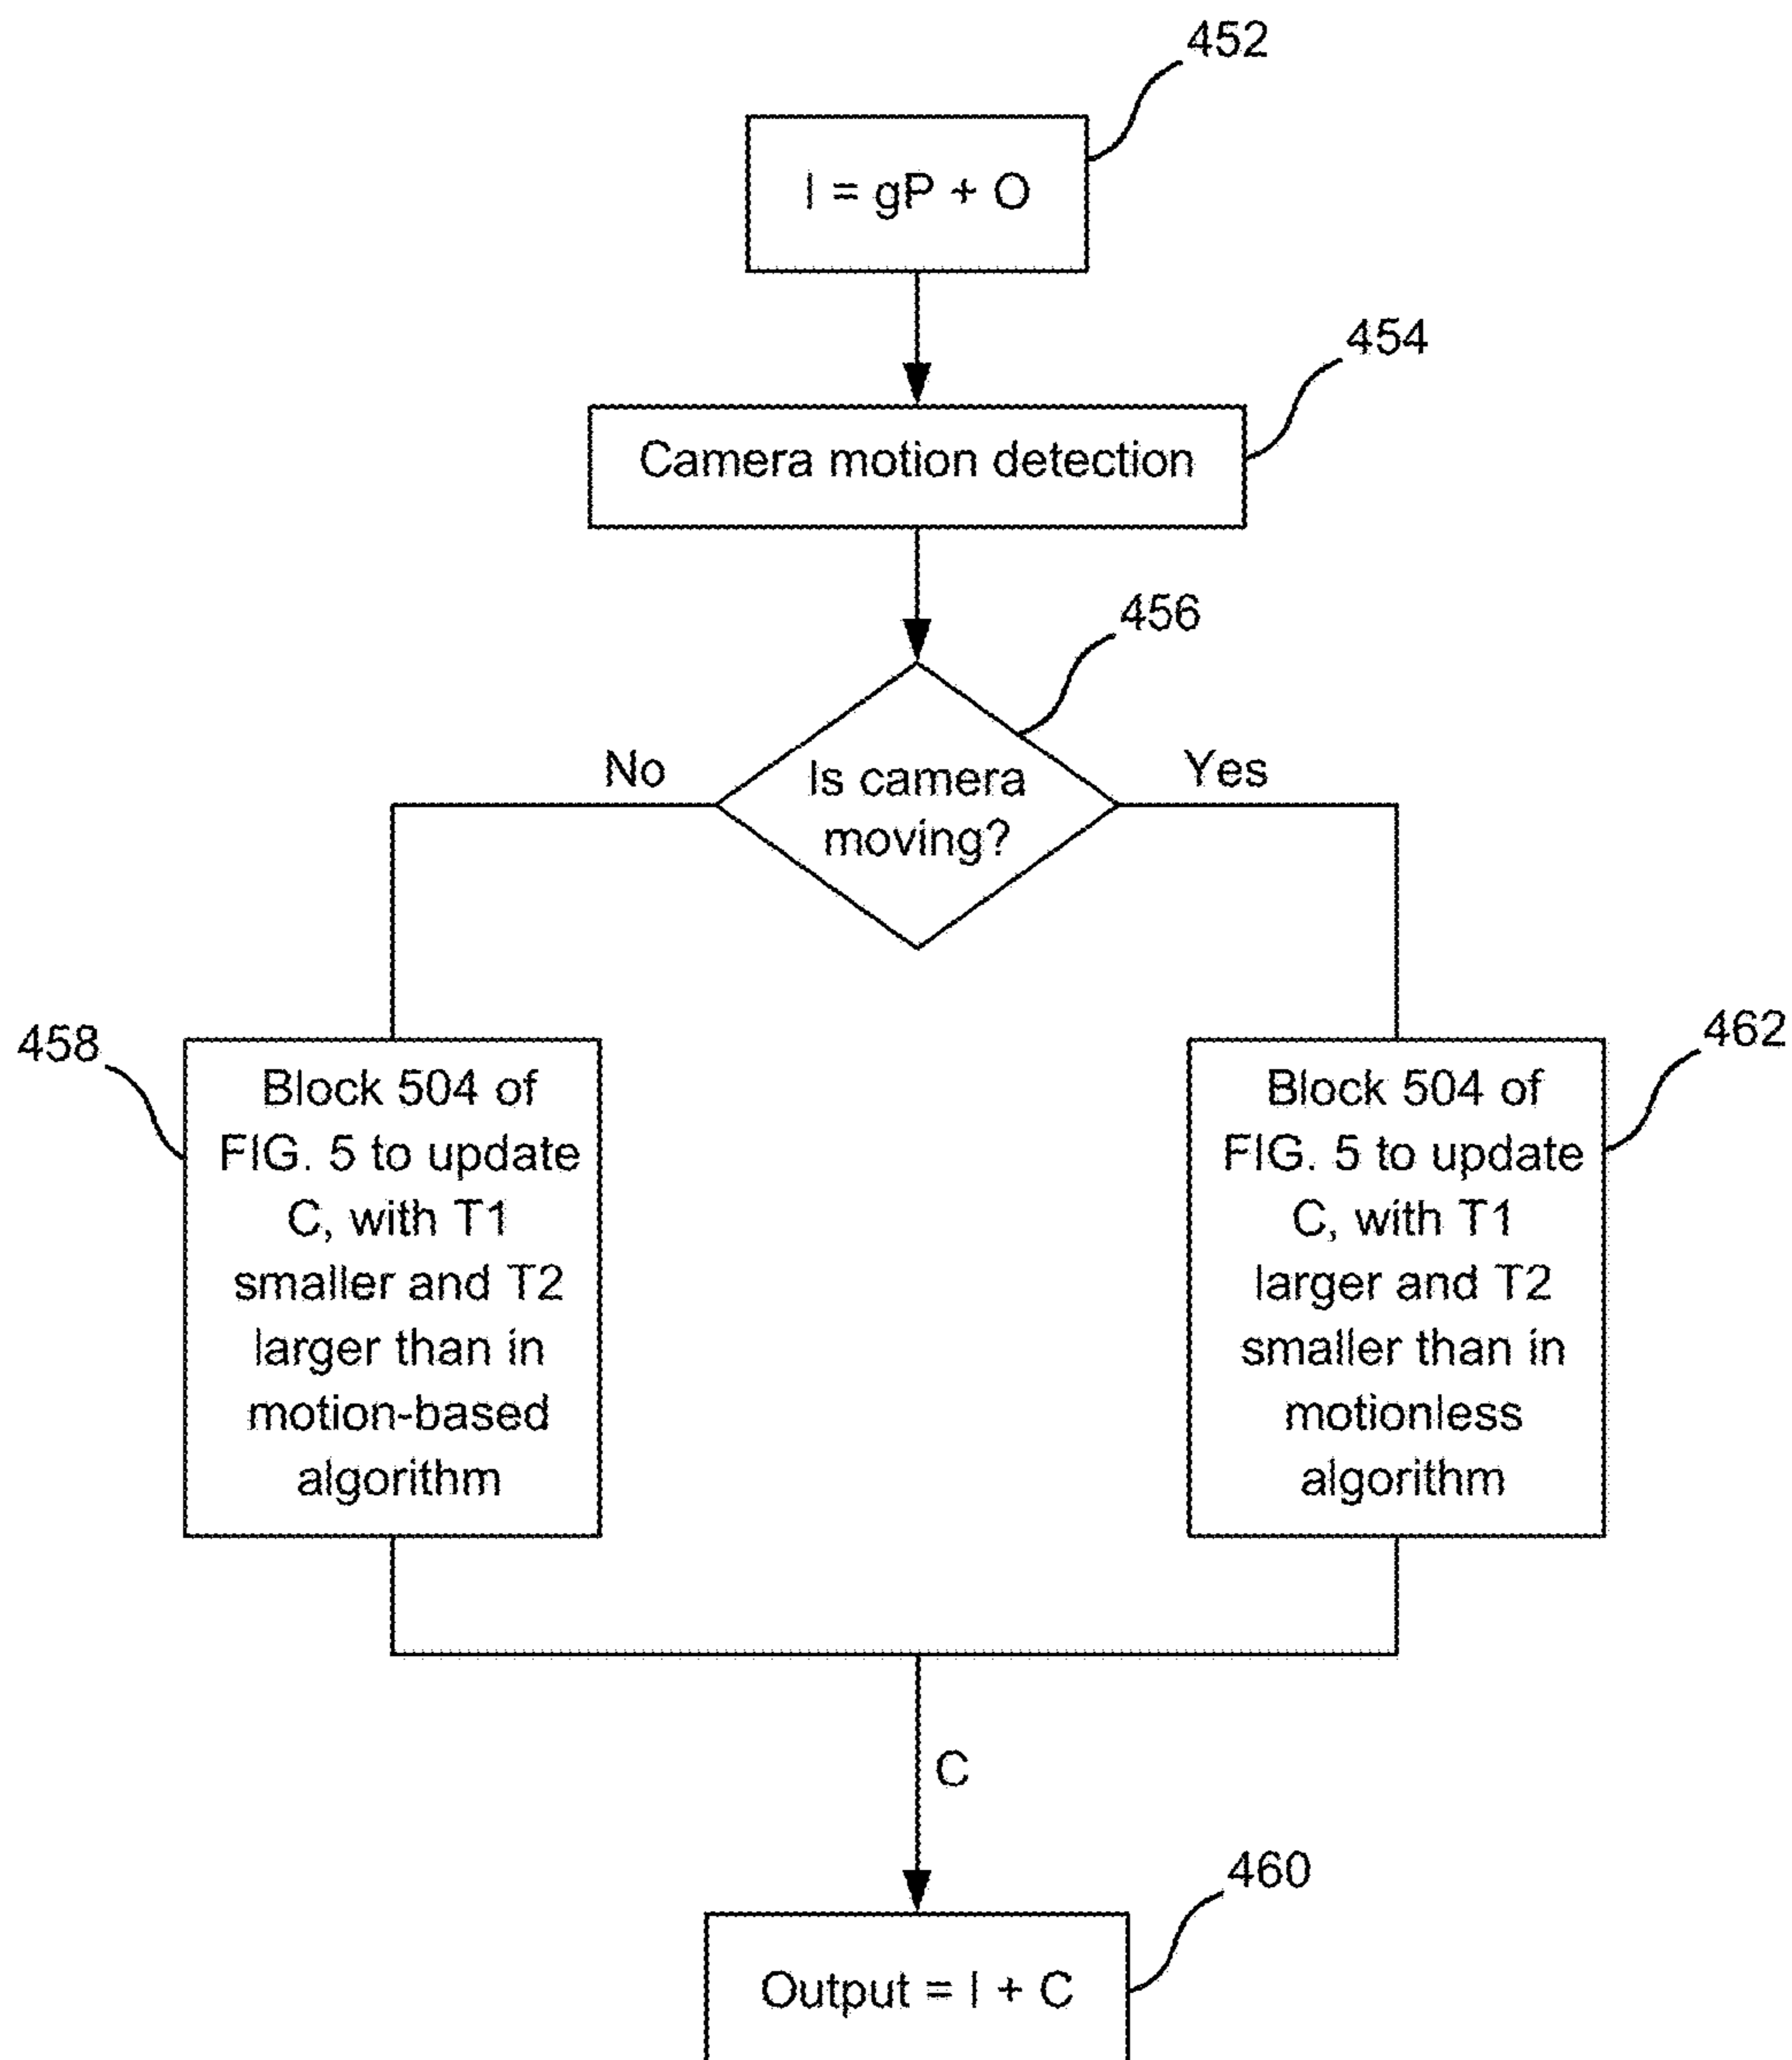 452
I = gP + O
454
Camera motion detection
456
No
Is camera
moving?
Yes
458
Block 504 of
FIG. 5 to update
C, with T1
smaller and T2
larger than in
motion-based
algorithm
462
Block 504 of
FIG. 5 to update
C, with T1
larger and T2
smaller than in
motionless
algorithm
C
460
Output = I + C